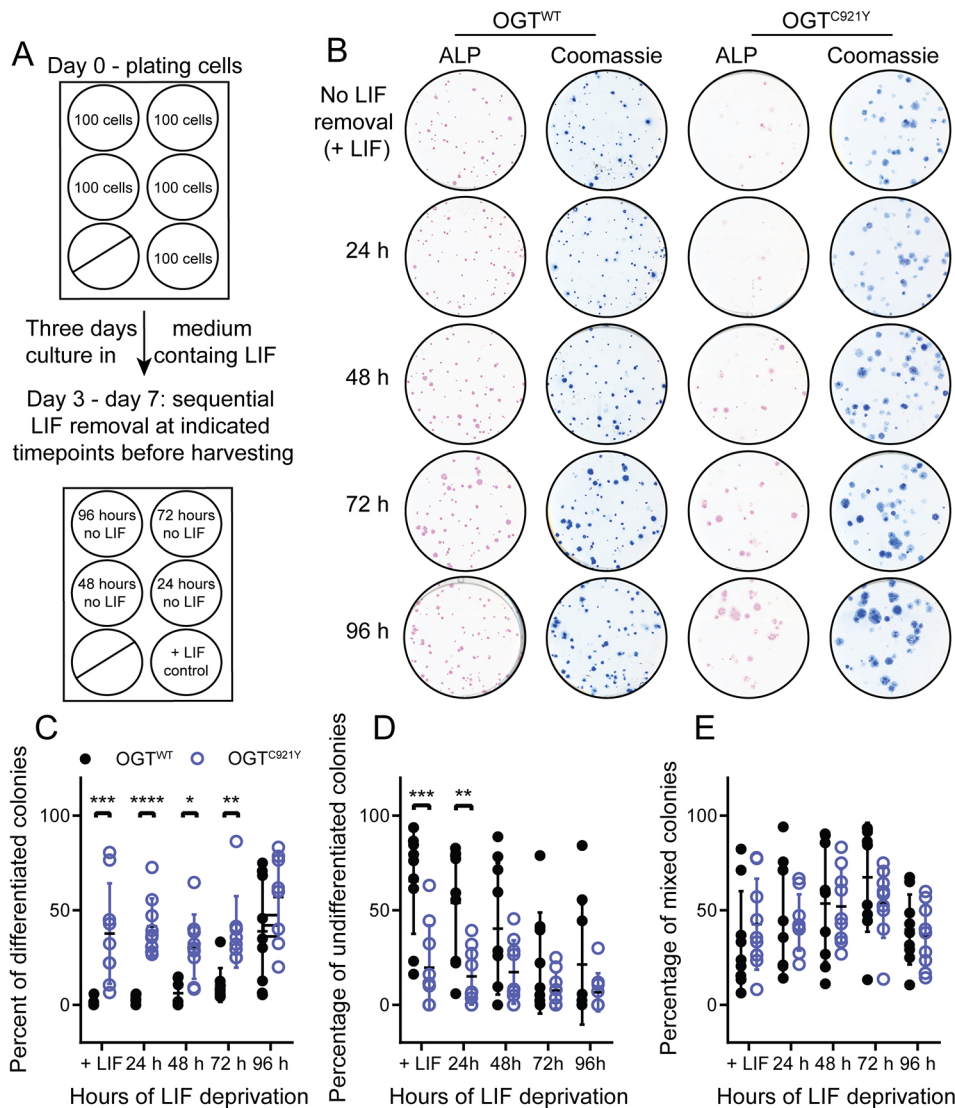 A
Day 0 - plating cells
100 cells
100 cells
100 cells
100 cells
100 cells
Three days
culture in
medium
containg LIF
Day 3 - day 7: sequential
LIF removal at indicated
timepoints before harvesting
96 hours
no LIF
72 hours
no LIF
48 hours
no LIF
24 hours
no LIF
+ LIF
control
B
OGTWT
OGTC921Y
ALP
Coomassie
ALP
Coomassie
No LIF
removal
(+ LIF)
24 h
48 h
72 h
96 h
C
OGTWT
OGTC921Y
Percent of differentiated colonies
100
50
0
***
****
*
**
+ LIF
24 h
48 h
72 h
96 h
Hours of LIF deprivation
D
Percentage of undifferentiated colonies
100
50
0
***
**
+ LIF
24h
48h
72h
96h
Hours of LIF deprivation
E
Percentage of mixed colonies
100
50
0
+ LIF
24 h
48 h
72 h
96 h
Hours of LIF deprivation